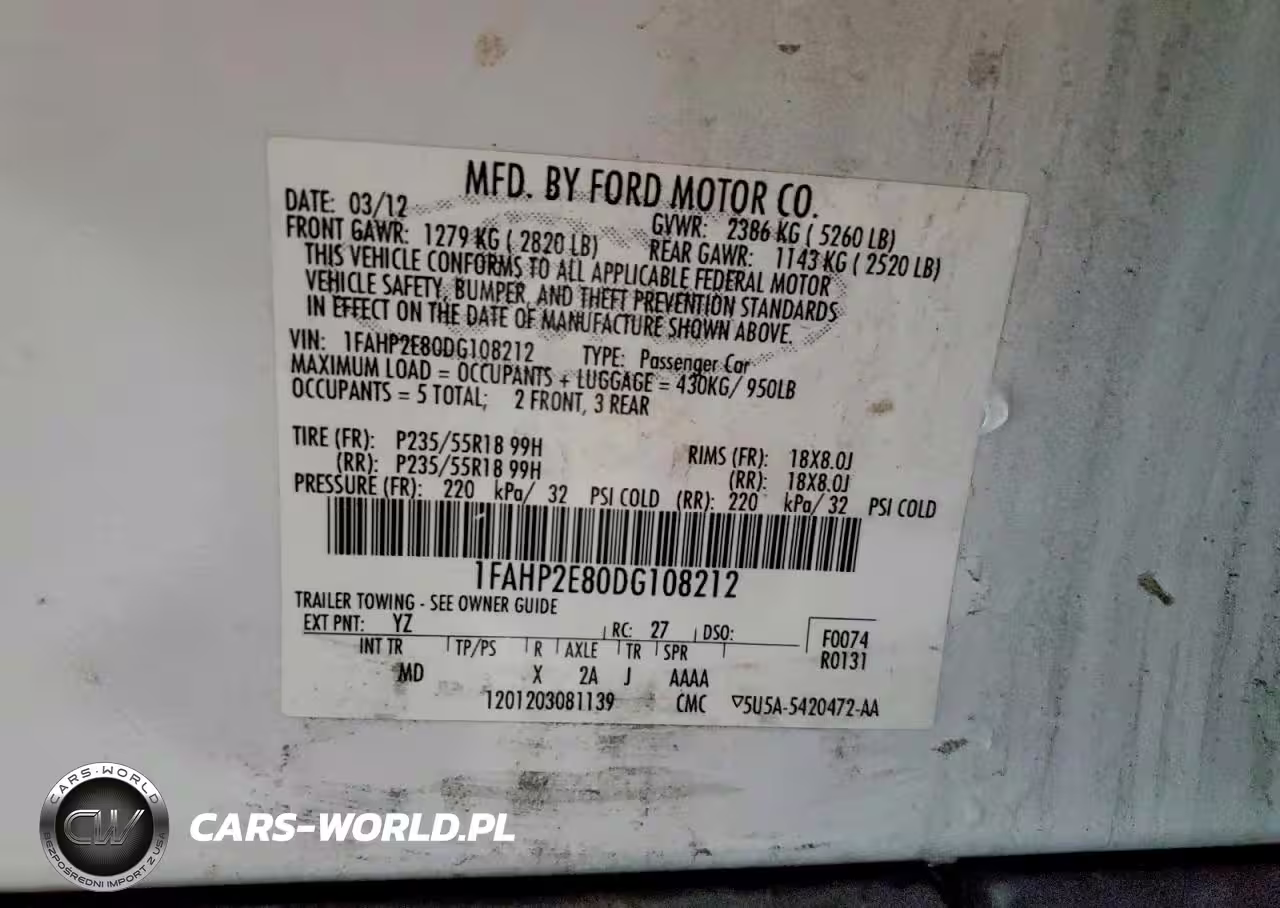 MFD. BY FORD MOTOR CO.
DATE: 03/12 GVWR: 2386 KG ( 5260 LB)
FRONT GAWR: 1279 KG ( 2820 LB) REAR GAWR: 1143 KG ( 2520 LB)
THIS VEHICLE CONFORMS TO ALL APPLICABLE FEDERAL MOTOR
VEHICLE SAFETY, BUMPER, AND THEFT PREVENTION STANDARDS
IN EFFECT ON THE DATE OF MANUFACTURE SHOWN ABOVE.
VIN: 1FAHP2E80DG108212 TYPE: Passenger Car
MAXIMUM LOAD = OCCUPANTS + LUGGAGE = 430KG/ 950LB
OCCUPANTS = 5 TOTAL; 2 FRONT, 3 REAR
TIRE (FR): P235/55R18 99H RIMS (FR): 18X8.0J
(RR): P235/55R18 99H (RR): 18X8.0J
PRESSURE (FR): 220 kPa/ 32 PSI COLD (RR): 220 kPa/ 32 PSI COLD
1FAHP2E80DG108212
TRAILER TOWING - SEE OWNER GUIDE
EXT PNT: YZ RC: 27 DSO: F0074
INT TR TP/PS R AXLE TR SPR R0131
MD X 2A J AAAA
1201203081139 CMC ▽5U5A-5420472-AA
CARS-WORLD
CW
BEZPOŚREDNI IMPORT Z USA
CARS-WORLD.PL